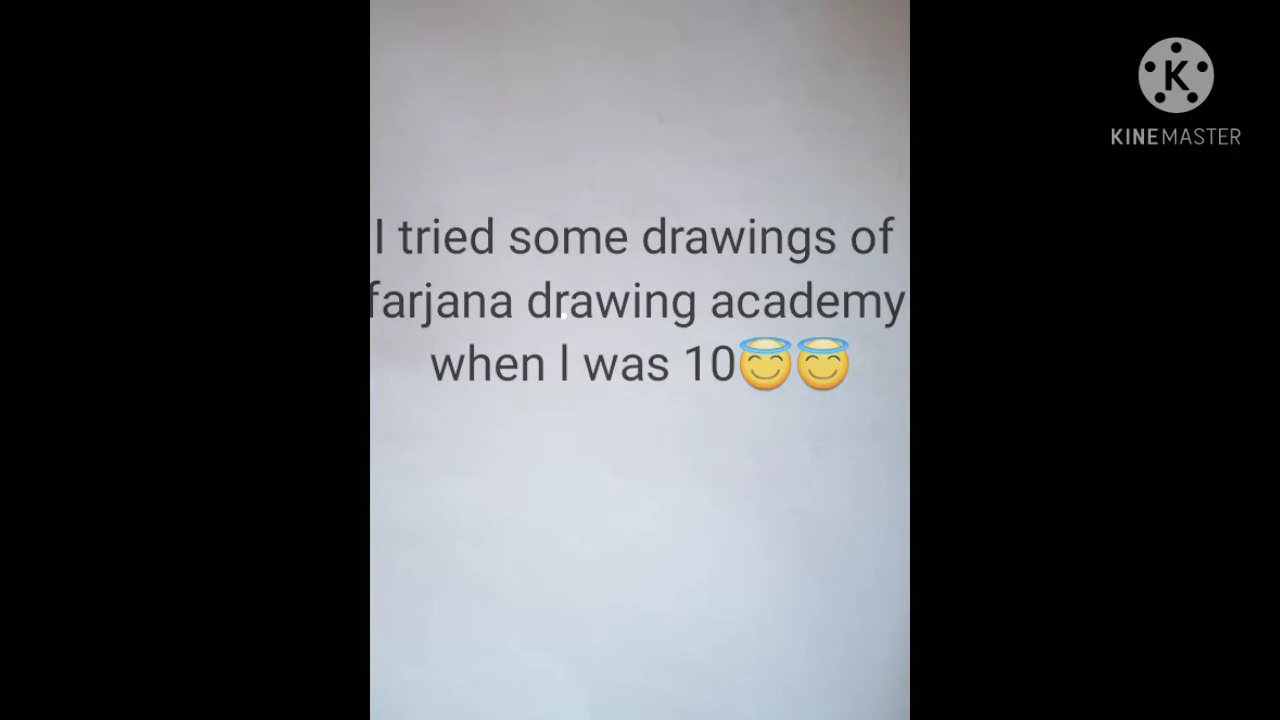 I tried some drawings of
farjana drawing academy
when I was 10😇😇
KINEMASTER